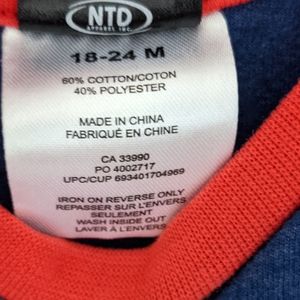 NTD
APPAREL INC.
18-24 M
60% COTTON/COTON
40% POLYESTER
MADE IN CHINA
FABRIQUÉ EN CHINE
CA 33990
PO 4002717
UPC/CUP 693401704969
IRON ON REVERSE ONLY
REPASSER SUR L'ENVERS
SEULEMENT
WASH INSIDE OUT
LAVER À L'ENVERS